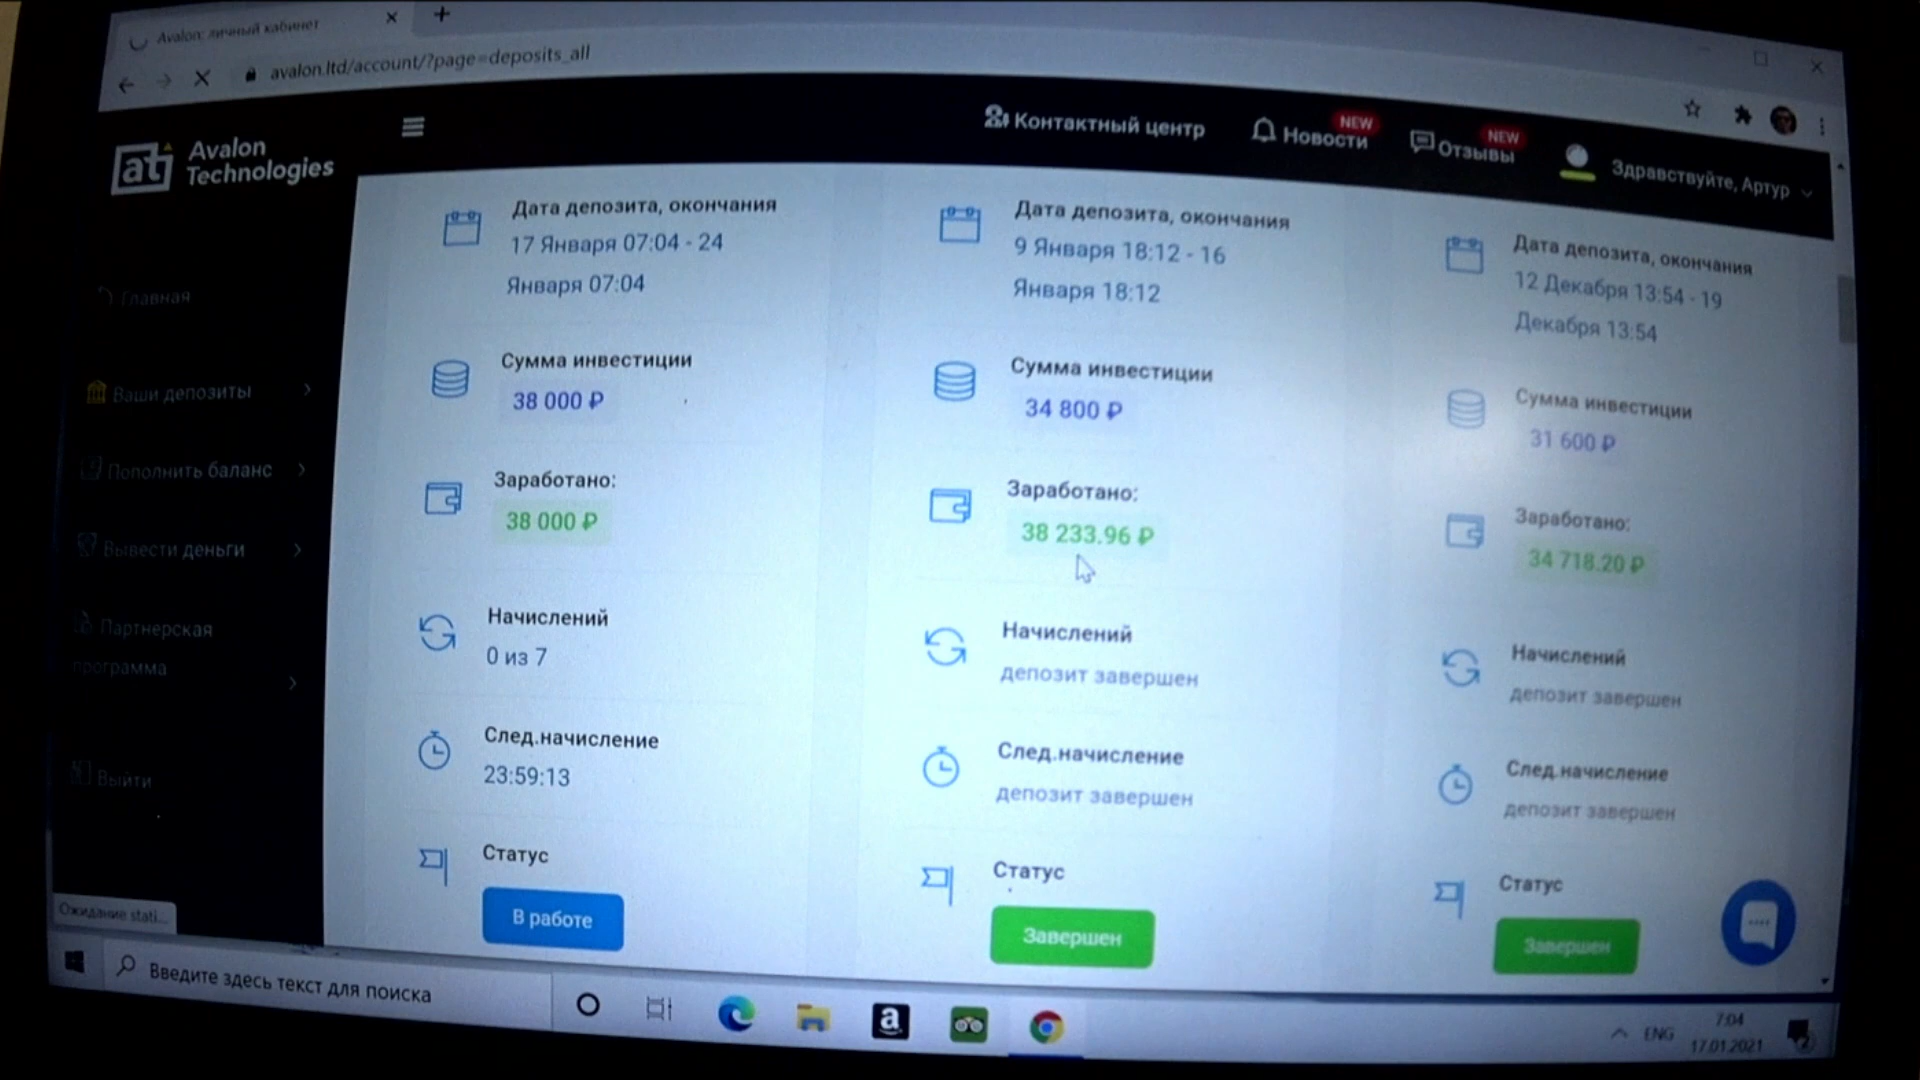 Avalon: личный кабинет
avalon.ltd/account/?page=deposits_all
Avalon
Technologies
Контактный центр
Новости
NEW
Отзывы
NEW
Здравствуйте, Артур
Главная
Ваши депозиты
Пополнить баланс
Вывести деньги
Партнерская
программа
Выйти
Дата депозита, окончания
17 Января 07:04 - 24
Января 07:04
Сумма инвестиции
38 000 ₽
Заработано:
38 000 ₽
Начислений
0 из 7
След.начисление
23:59:13
Статус
В работе
Дата депозита, окончания
9 Января 18:12 - 16
Января 18:12
Сумма инвестиции
34 800 ₽
Заработано:
38 233.96 ₽
Начислений
депозит завершен
След.начисление
депозит завершен
Статус
Завершен
Дата депозита, окончания
12 Декабря 13:54 - 19
Декабря 13:54
Сумма инвестиции
31 600 ₽
Заработано:
34 718.20 ₽
Начислений
депозит завершен
След.начисление
депозит завершен
Статус
Завершен
Ожидание stati...
Введите здесь текст для поиска
ENG
7:04
17.01.2021